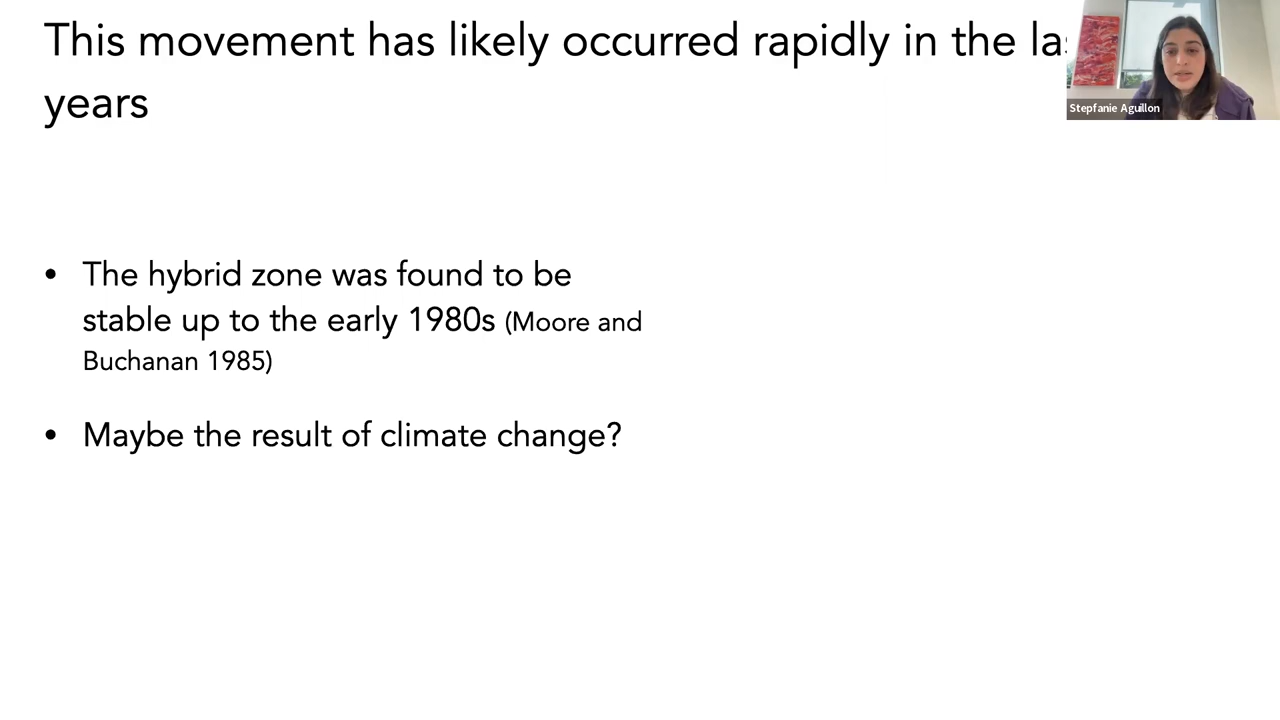 This movement has likely occurred rapidly in the
years
Stepfanie Aguillon
• The hybrid zone was found to be
stable up to the early 1980s (Moore and
Buchanan 1985)
• Maybe the result of climate change?